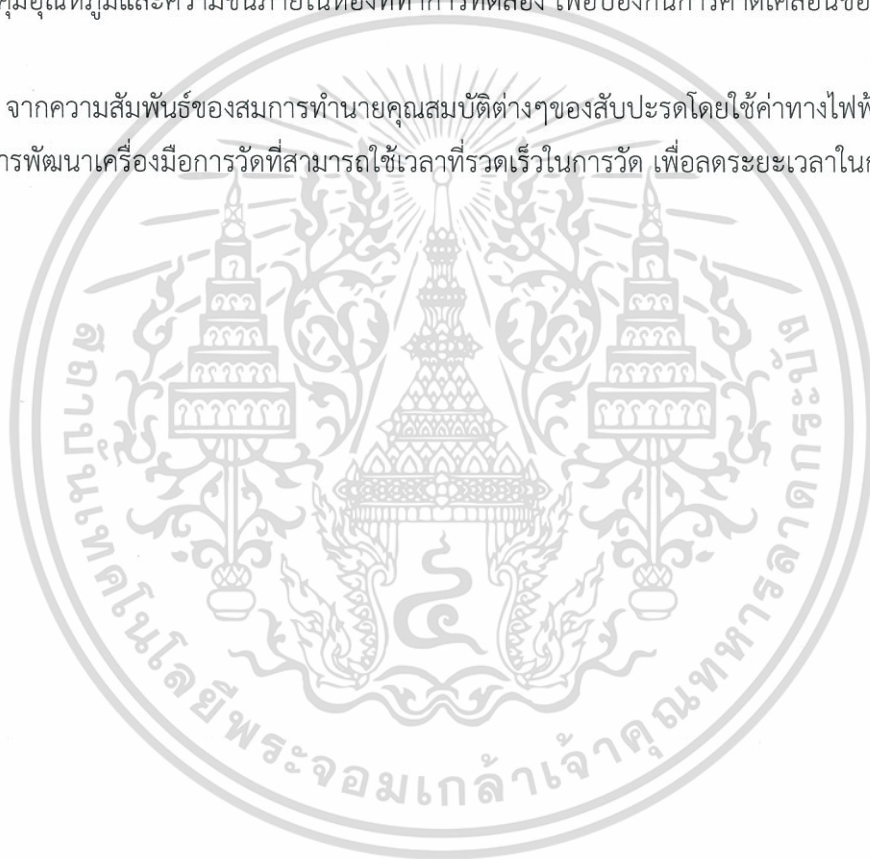 คุมอุณหภูมิและความชื้นภายในห้องที่ทำการทดลอง เพื่อป้องกันการคาดเคลื่อนของ
จากความสัมพันธ์ของสมการทำนายคุณสมบัติต่างๆของสับปะรดโดยใช้ค่าทางไฟฟ้
การพัฒนาเครื่องมือการวัดที่สามารถใช้เวลาที่รวดเร็วในการวัด เพื่อลดระยะเวลาในก
สถาบันเทคโนโลยีพระจอมเกล้าเจ้าคุณทหารลาดกระบัง
๔